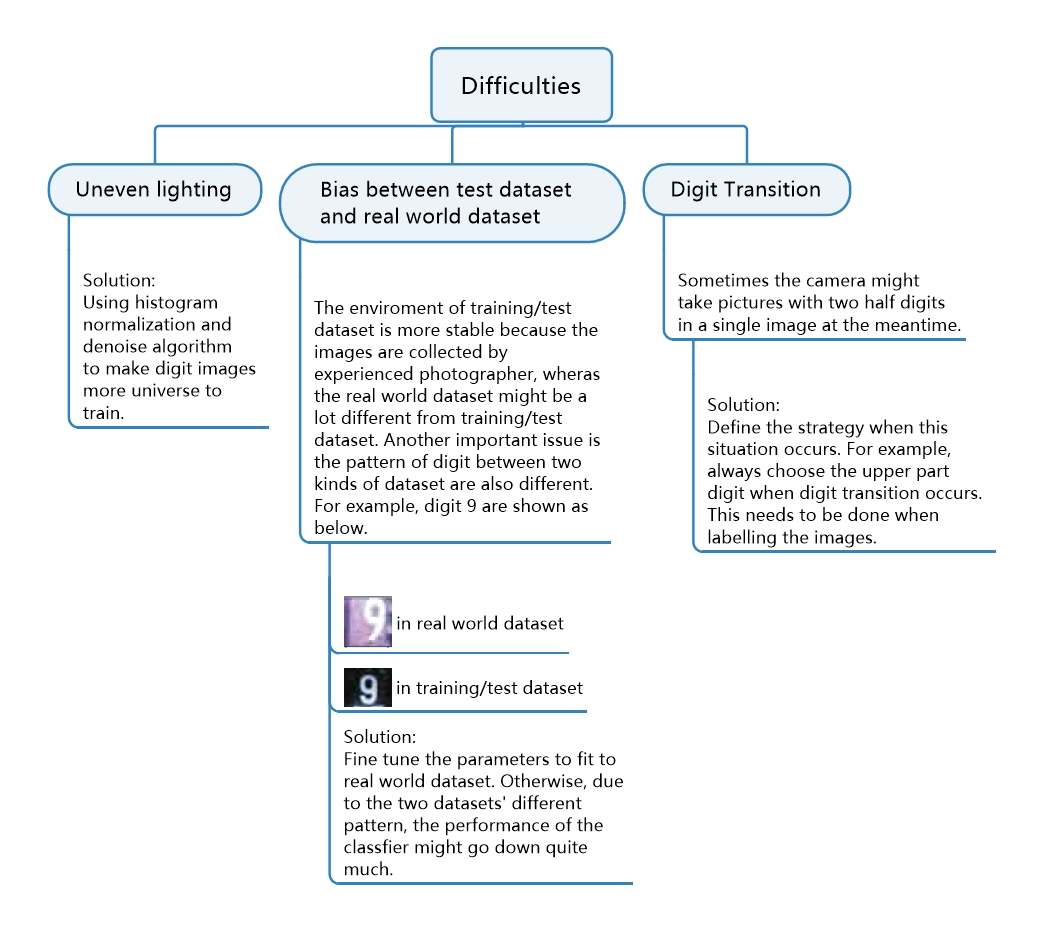 Difficulties
Uneven lighting
Solution:
Using histogram
normalization and
denoise algorithm
to make digit images
more universe to
train.
Bias between test dataset
and real world dataset
The enviroment of training/test
dataset is more stable because the
images are collected by
experienced photographer, wheras
the real world dataset might be a
lot different from training/test
dataset. Another important issue is
the pattern of digit between two
kinds of dataset are also different.
For example, digit 9 are shown as
below.
9 in real world dataset
9 in training/test dataset
Solution:
Fine tune the parameters to fit to
real world dataset. Otherwise, due
to the two datasets' different
pattern, the performance of the
classfier might go down quite
much.
Digit Transition
Sometimes the camera might
take pictures with two half digits
in a single image at the meantime.
Solution:
Define the strategy when this
situation occurs. For example,
always choose the upper part
digit when digit transition occurs.
This needs to be done when
labelling the images.